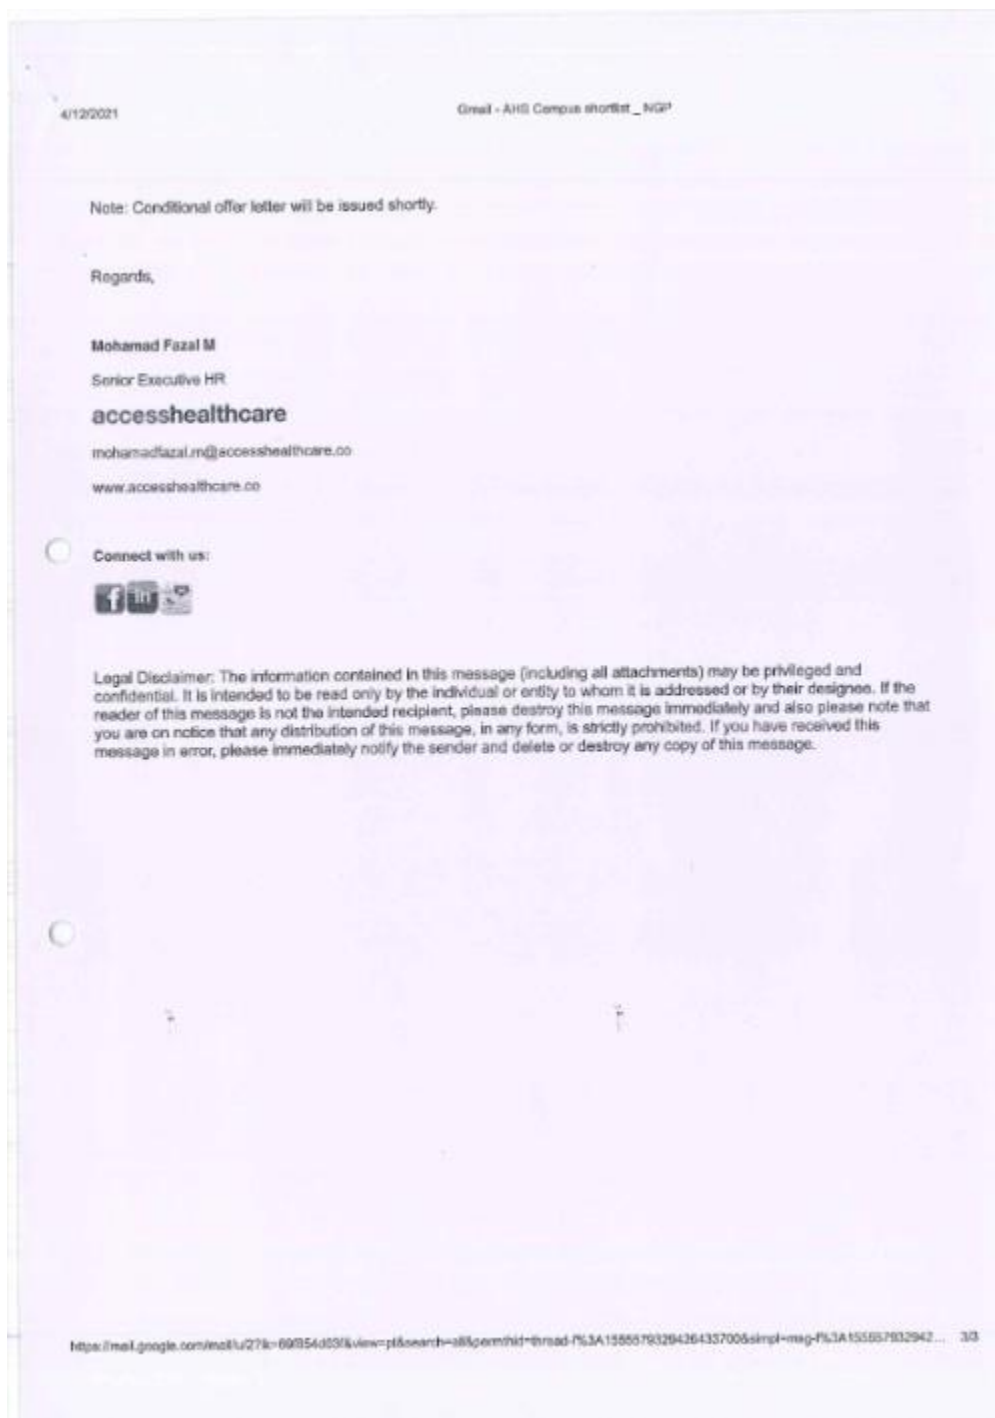 4/12/2021
Gmail - AHS Campus shortlist _ NGP
Note: Conditional offer letter will be issued shortly.
Regards,
Mohamad Fazal M
Senior Executive HR
accesshealthcare
mohamadfazal.m@accesshealthcare.co
www.accesshealthcare.co
Connect with us:
f in
Legal Disclaimer: The information contained in this message (including all attachments) may be privileged and
confidential. It is intended to be read only by the individual or entity to whom it is addressed or by their designee. If the
reader of this message is not the intended recipient, please destroy this message immediately and also please note that
you are on notice that any distribution of this message, in any form, is strictly prohibited. If you have received this
message in error, please immediately notify the sender and delete or destroy any copy of this message.
3/3